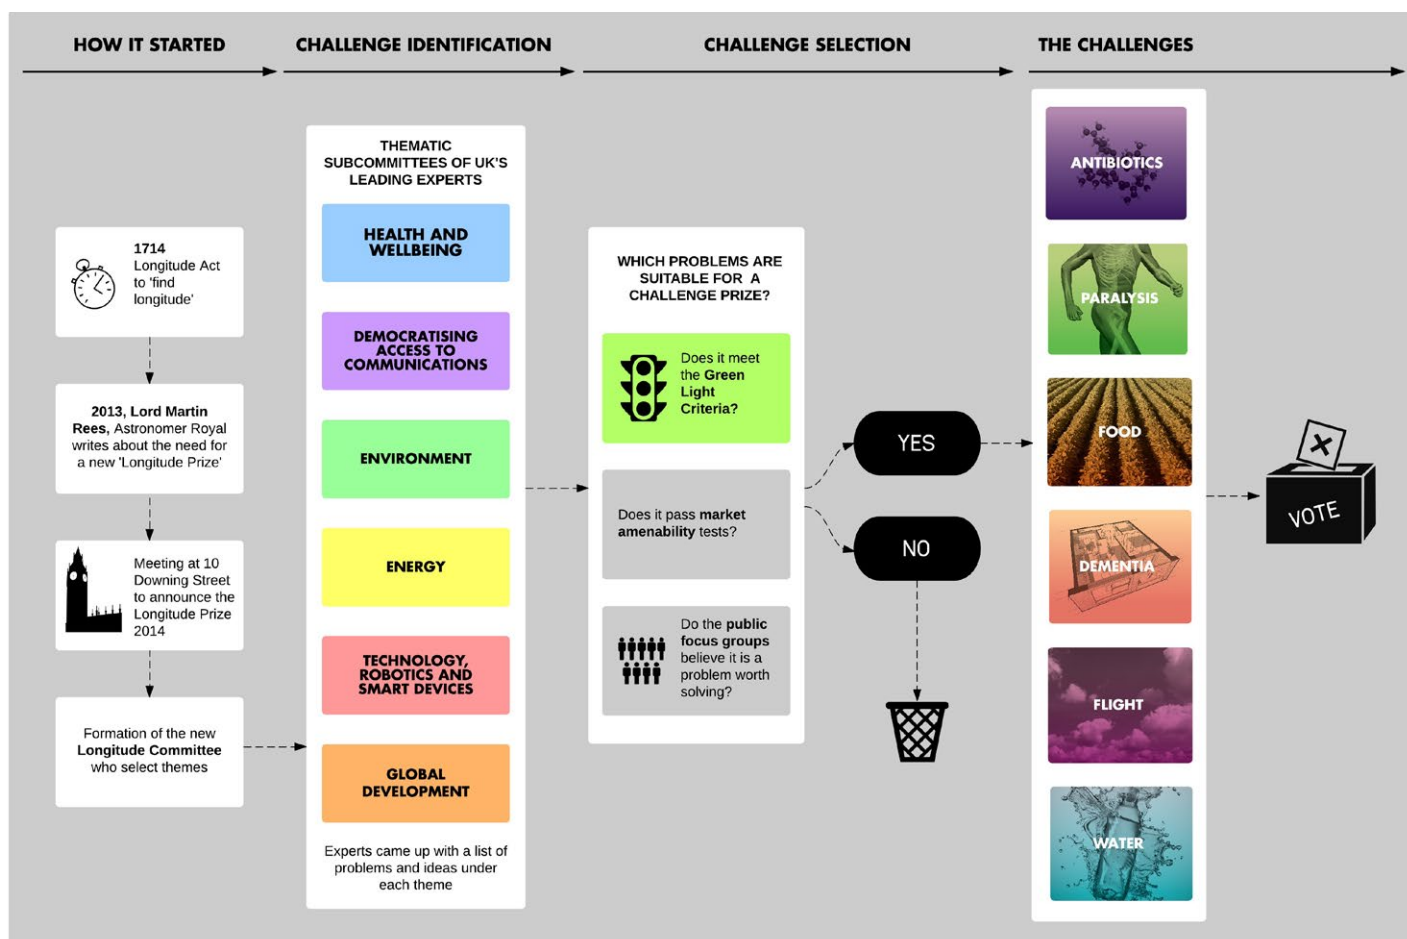 HOW IT STARTED
CHALLENGE IDENTIFICATION
CHALLENGE SELECTION
THE CHALLENGES
1714
Longitude Act
to 'find
longitude'
2013, Lord Martin
Rees, Astronomer Royal
writes about the need for
a new 'Longitude Prize'
Meeting at 10
Downing Street
to announce the
Longitude Prize
2014
Formation of the new
Longitude Committee
who select themes
THEMATIC
SUBCOMMITTEES OF UK'S
LEADING EXPERTS
HEALTH AND
WELLBEING
DEMOCRATISING
ACCESS TO
COMMUNICATIONS
ENVIRONMENT
ENERGY
TECHNOLOGY,
ROBOTICS AND
SMART DEVICES
GLOBAL
DEVELOPMENT
Experts came up with a list of
problems and ideas under
each theme
WHICH PROBLEMS ARE
SUITABLE FOR A
CHALLENGE PRIZE?
Does it meet
the Green
Light
Criteria?
Does it pass market
amenability tests?
Do the public
focus groups
believe it is a
problem worth
solving?
YES
NO
ANTIBIOTICS
PARALYSIS
FOOD
DEMENTIA
FLIGHT
WATER
VOTE